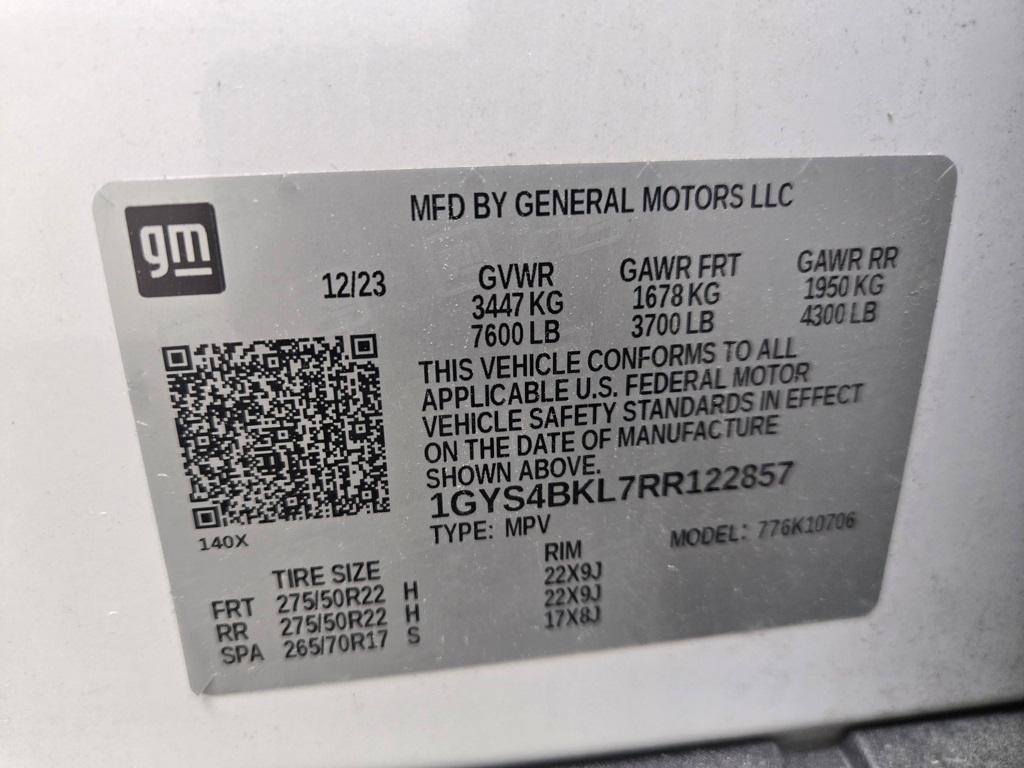 MFD BY GENERAL MOTORS LLC
gm
12/23
GVWR GAWR FRT GAWR RR
3447 KG 1678 KG 1950 KG
7600 LB 3700 LB 4300 LB
THIS VEHICLE CONFORMS TO ALL
APPLICABLE U.S. FEDERAL MOTOR
VEHICLE SAFETY STANDARDS IN EFFECT
ON THE DATE OF MANUFACTURE
SHOWN ABOVE.
1GYS4BKL7RR122857
140X
TYPE: MPV MODEL: 776K10706
TIRE SIZE RIM
FRT 275/50R22 H 22X9J
RR 275/50R22 H 22X9J
SPA 265/70R17 S 17X8J